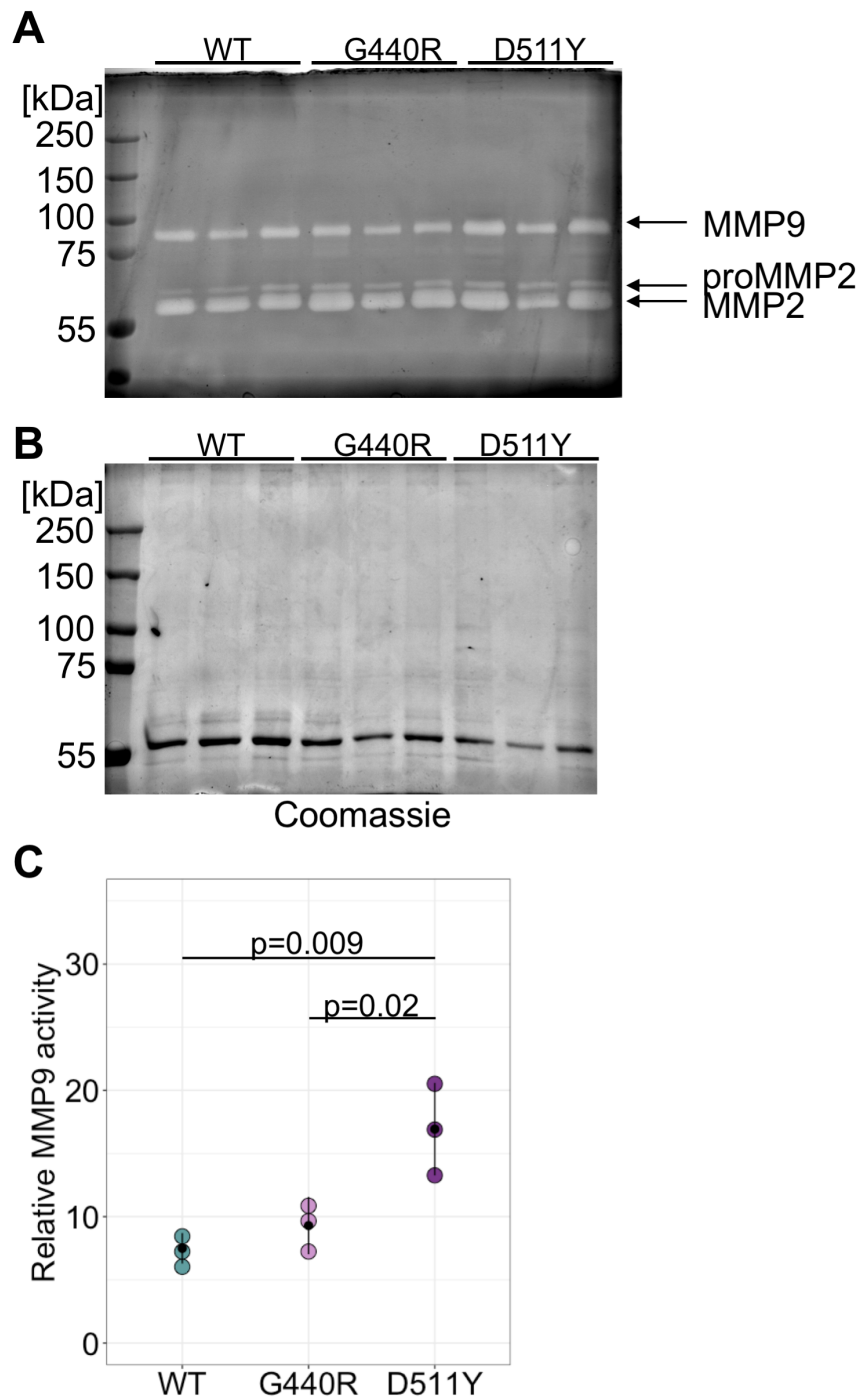 A
WT G440R D511Y
[kDa]
250
150
100
75
55
MMP9
proMMP2
MMP2
B
WT G440R D511Y
[kDa]
250
150
100
75
55
Coomassie
C
Relative MMP9 activity
30
20
10
0
p=0.009
p=0.02
WT G440R D511Y